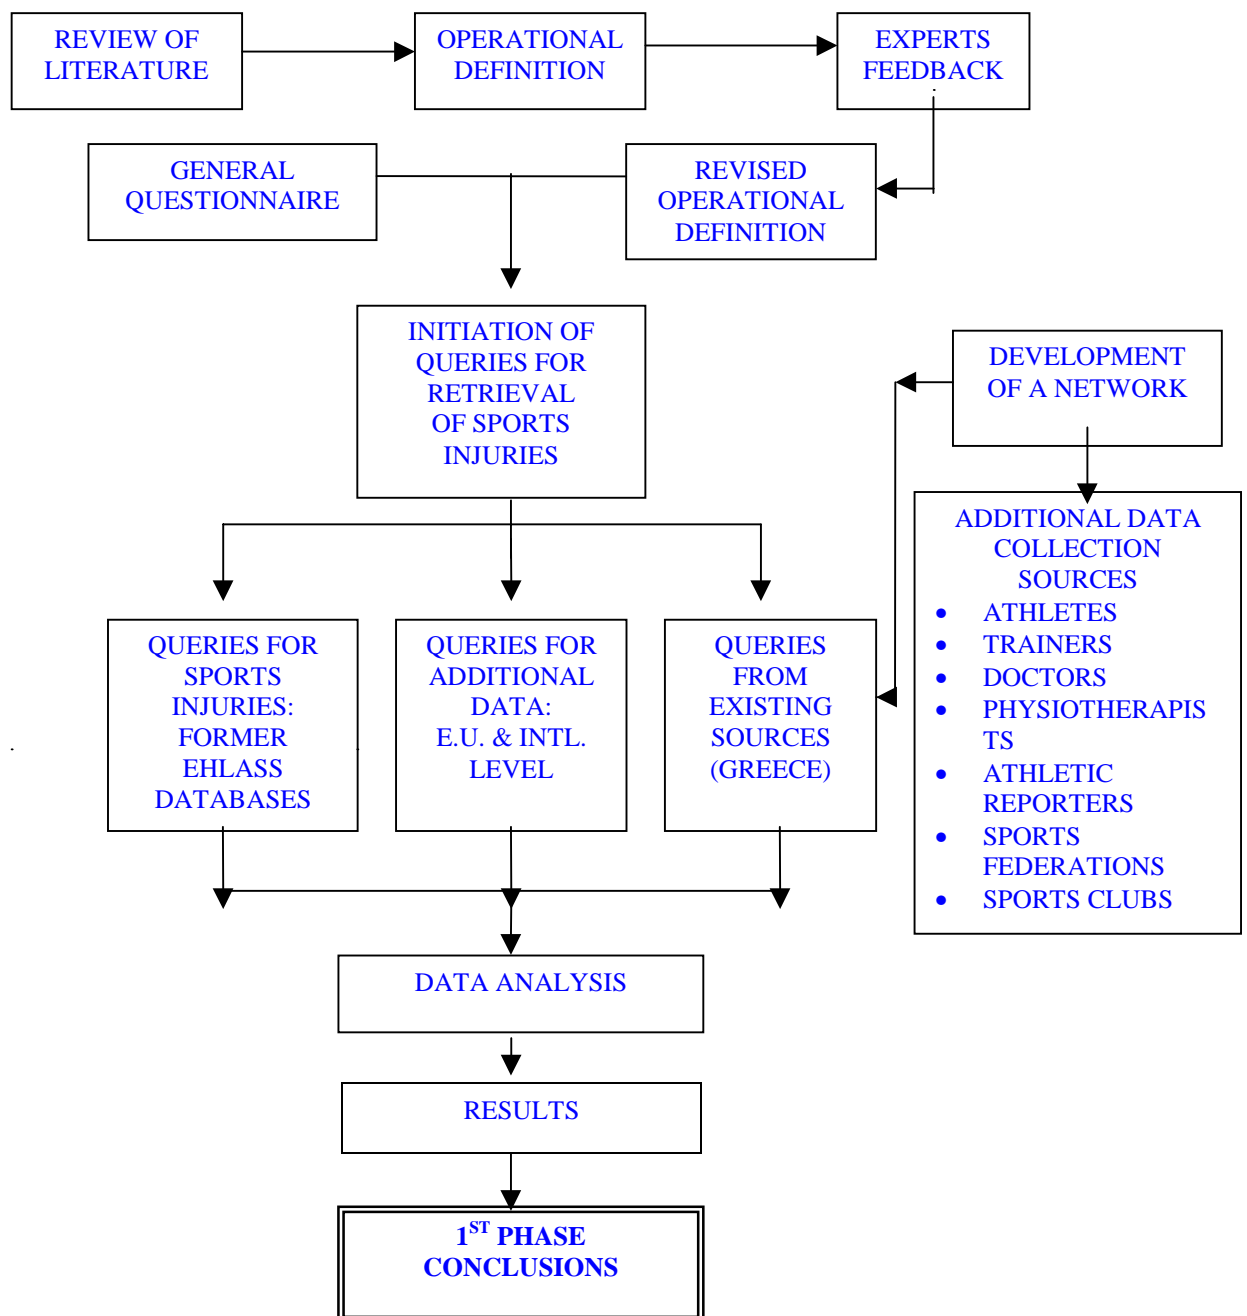 REVIEW OF
LITERATURE
OPERATIONAL
DEFINITION
EXPERTS
FEEDBACK
GENERAL
QUESTIONNAIRE
REVISED
OPERATIONAL
DEFINITION
INITIATION OF
QUERIES FOR
RETRIEVAL
OF SPORTS
INJURIES
DEVELOPMENT
OF A NETWORK
ADDITIONAL DATA
COLLECTION
SOURCES
• ATHLETES
• TRAINERS
• DOCTORS
• PHYSIOTHERAPIS
TS
• ATHLETIC
REPORTERS
• SPORTS
FEDERATIONS
• SPORTS CLUBS
QUERIES FOR
SPORTS
INJURIES:
FORMER
EHLASS
DATABASES
QUERIES FOR
ADDITIONAL
DATA:
E.U. & INTL.
LEVEL
QUERIES
FROM
EXISTING
SOURCES
(GREECE)
DATA ANALYSIS
RESULTS
1ST PHASE
CONCLUSIONS